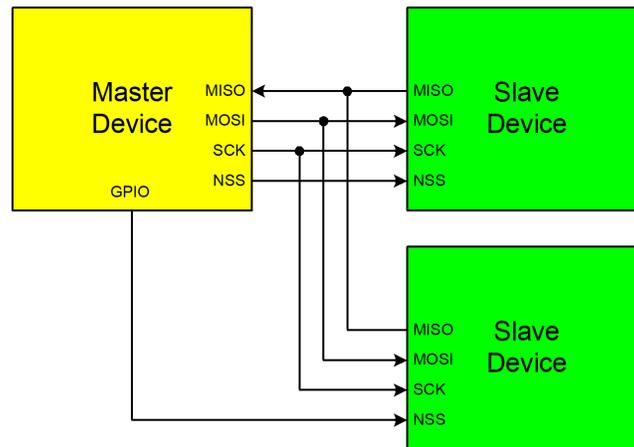 Master
Device
MISO
MOSI
SCK
NSS
GPIO
MISO
MOSI
SCK
NSS
Slave
Device
MISO
MOSI
SCK
NSS
Slave
Device